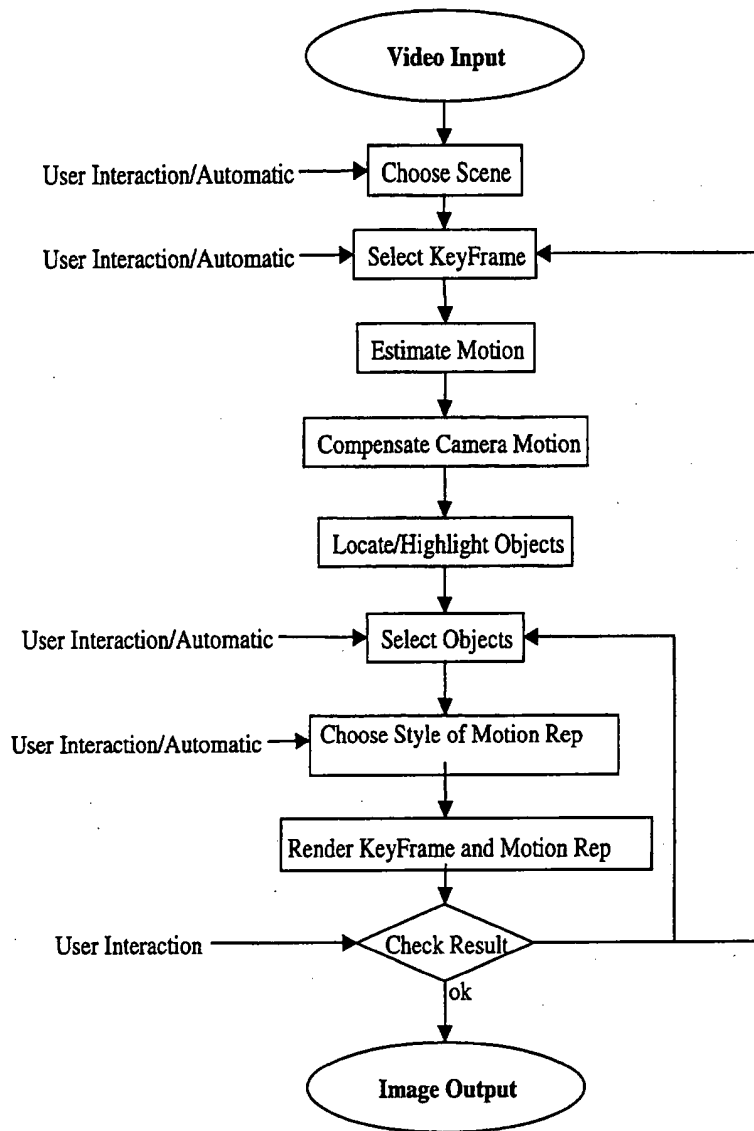 Video Input
User Interaction/Automatic
Choose Scene
User Interaction/Automatic
Select KeyFrame
Estimate Motion
Compensate Camera Motion
Locate/Highlight Objects
User Interaction/Automatic
Select Objects
User Interaction/Automatic
Choose Style of Motion Rep
Render KeyFrame and Motion Rep
User Interaction
Check Result
ok
Image Output